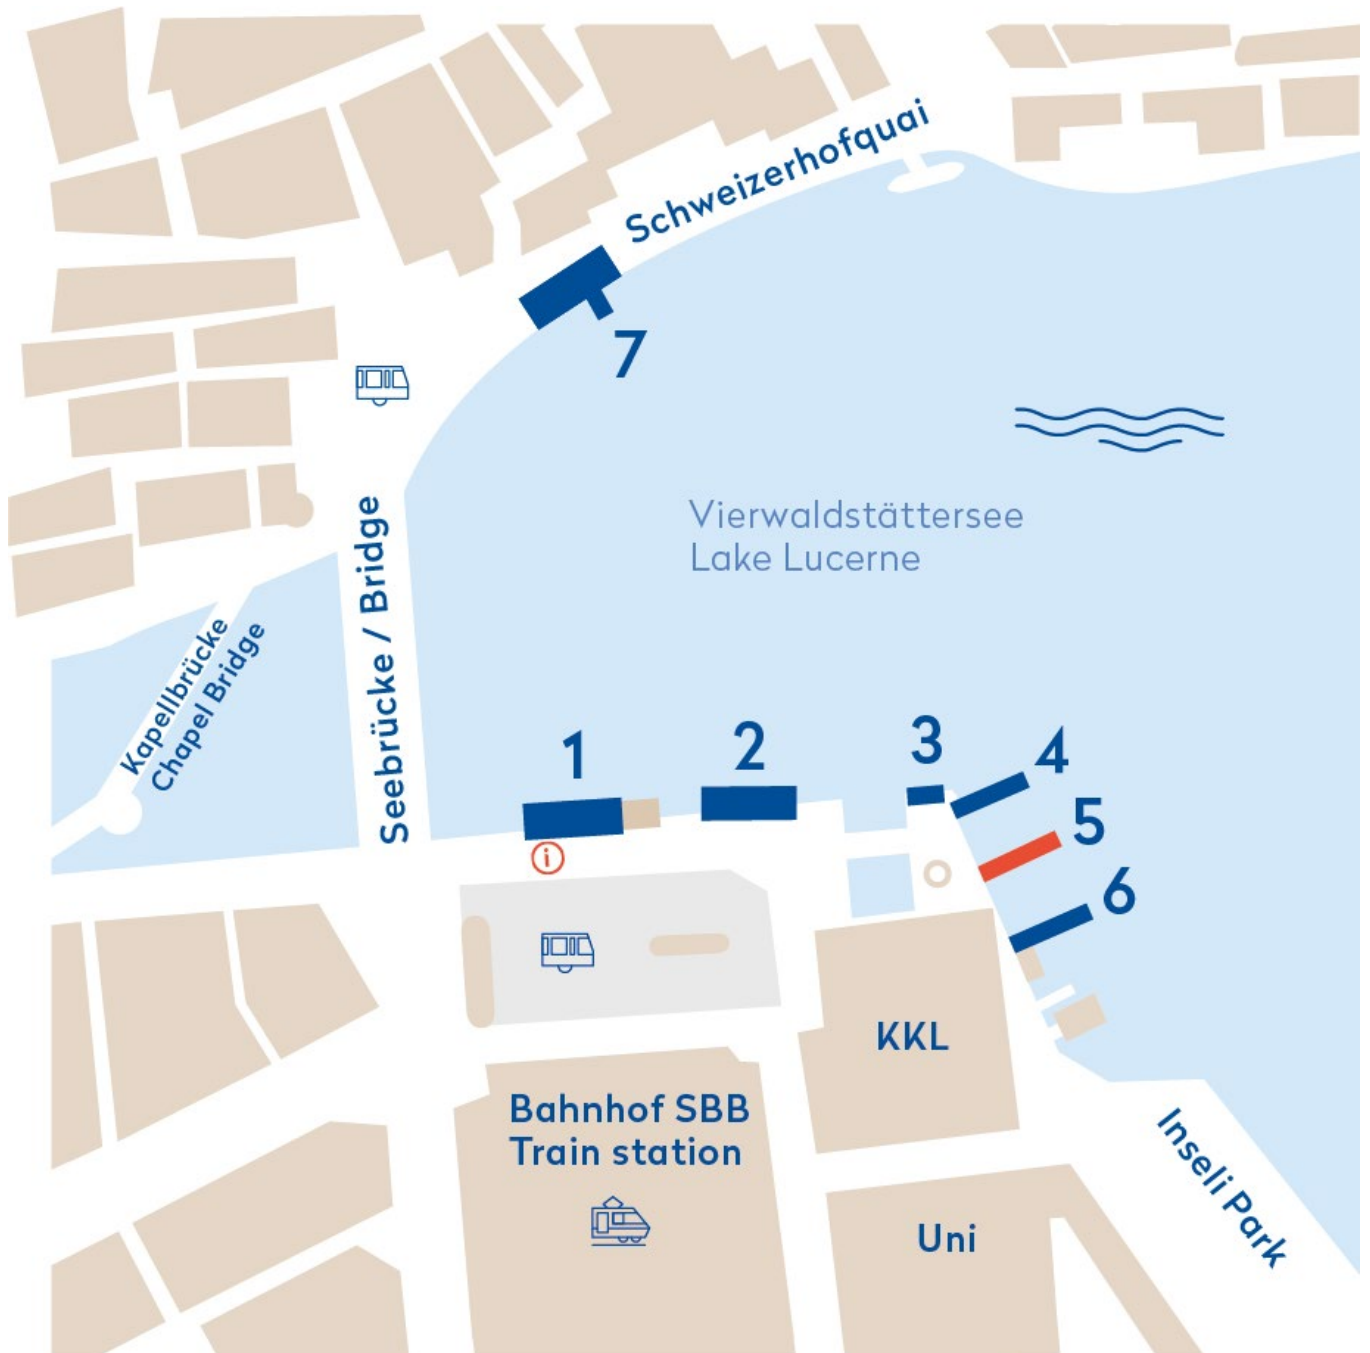 Schweizerhofquai
7
Vierwaldstättersee
Lake Lucerne
Seebrücke / Bridge
Kapellbrücke
Chapel Bridge
1
2
3
4
5
6
i
KKL
Bahnhof SBB
Train station
Inseli Park
Uni